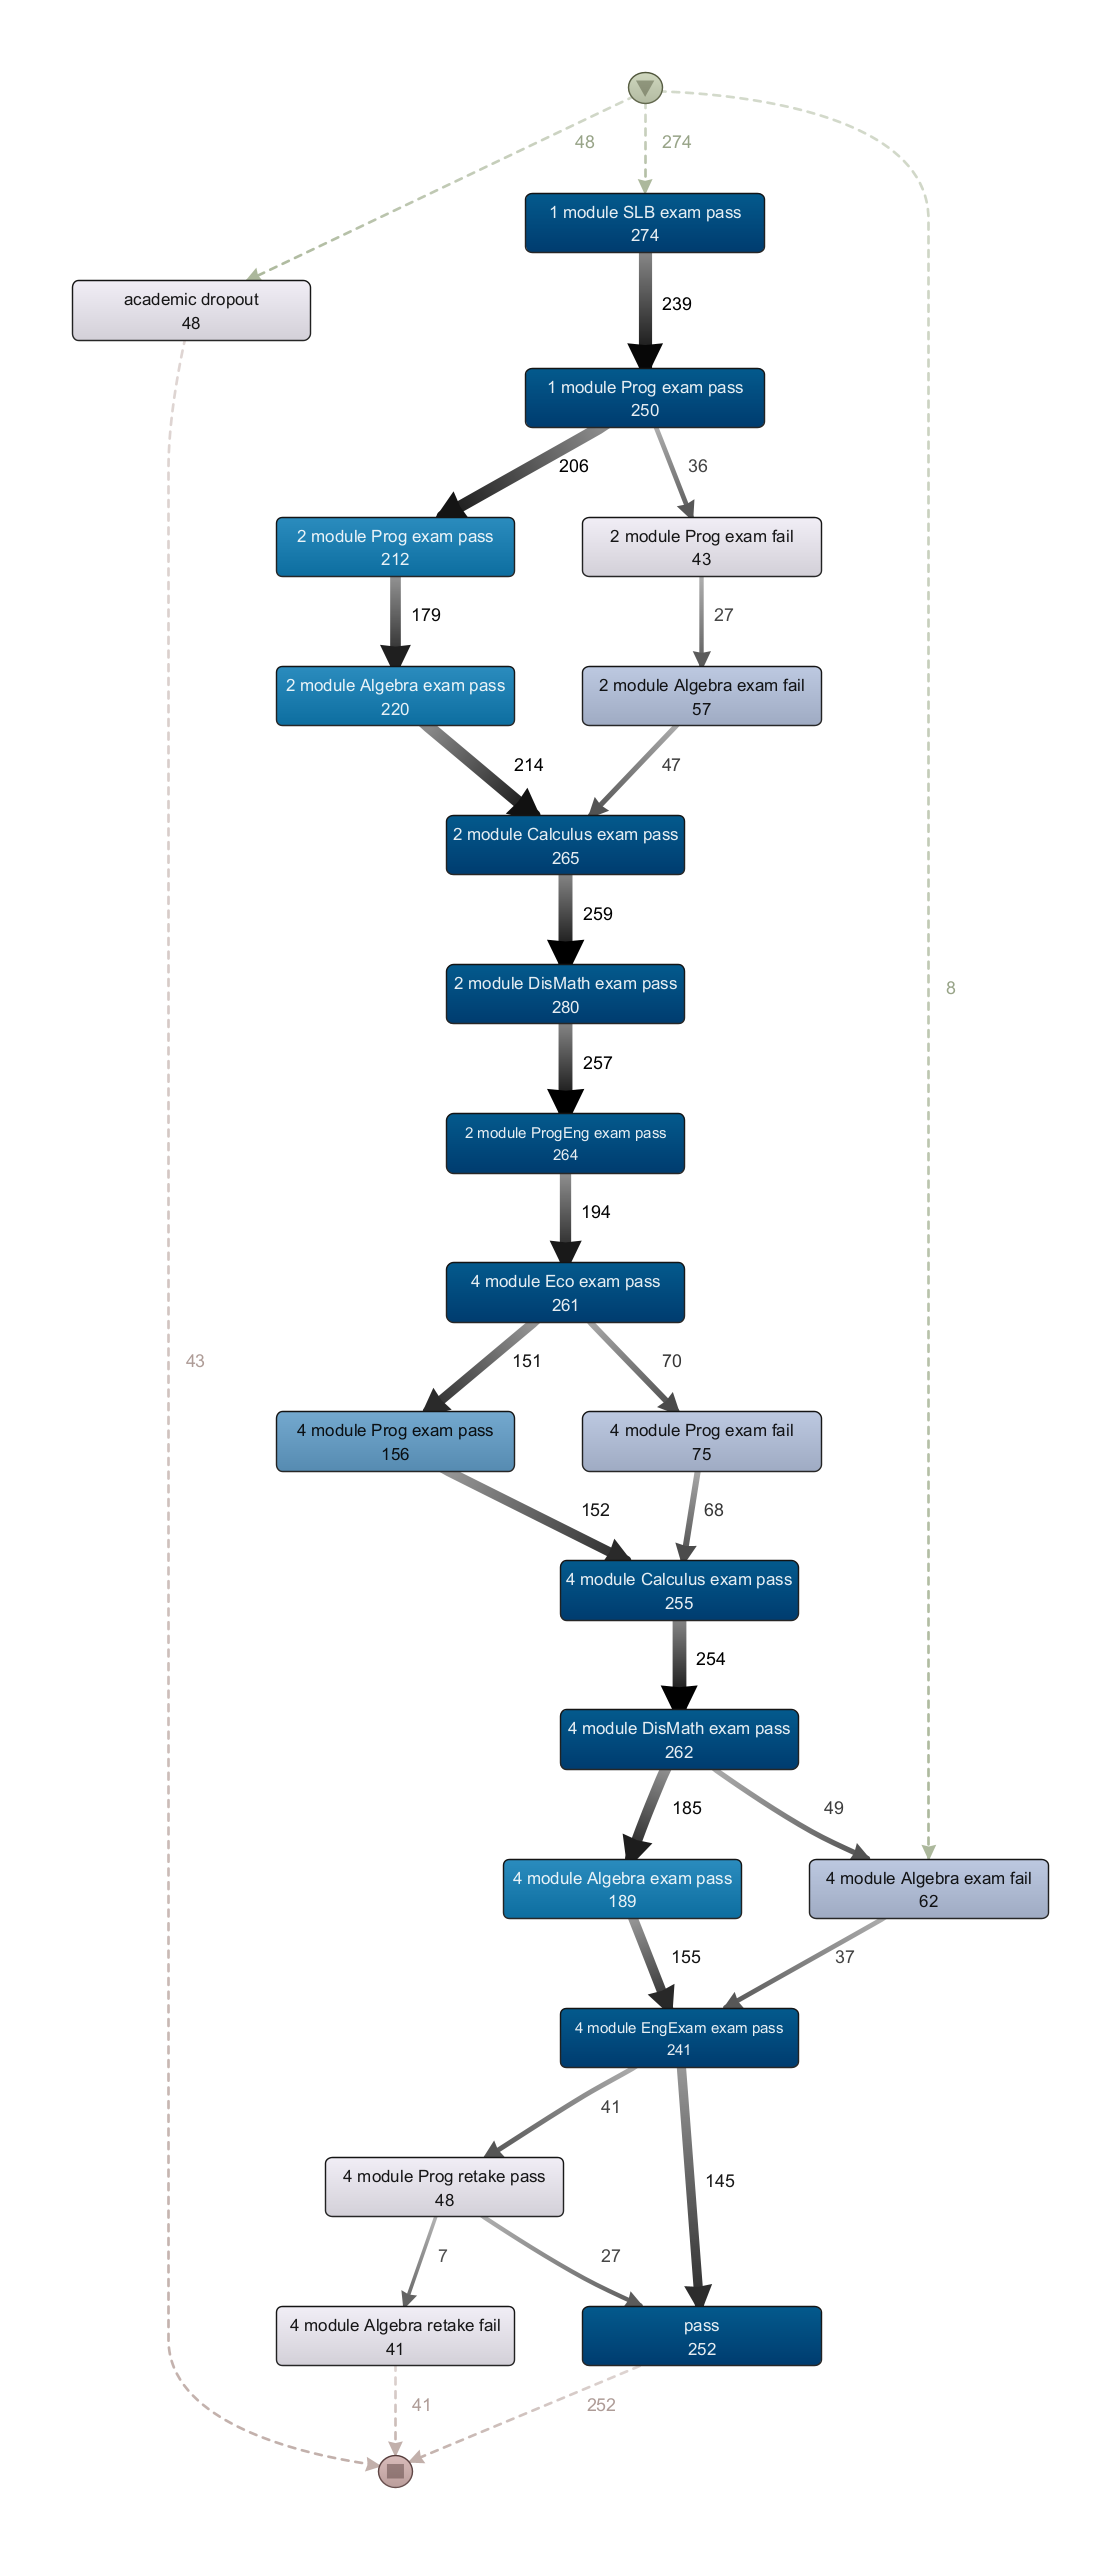 48
274
1 module SLB exam pass
274
academic dropout
48
239
1 module Prog exam pass
250
206
36
2 module Prog exam pass
212
2 module Prog exam fail
43
179
27
2 module Algebra exam pass
220
2 module Algebra exam fail
57
214
47
2 module Calculus exam pass
265
259
2 module DisMath exam pass
280
8
257
2 module ProgEng exam pass
264
194
4 module Eco exam pass
261
43
151
70
4 module Prog exam pass
156
4 module Prog exam fail
75
152
68
4 module Calculus exam pass
255
254
4 module DisMath exam pass
262
185
49
4 module Algebra exam pass
189
4 module Algebra exam fail
62
155
37
4 module EngExam exam pass
241
41
4 module Prog retake pass
48
145
7
27
4 module Algebra retake fail
41
pass
252
41
252